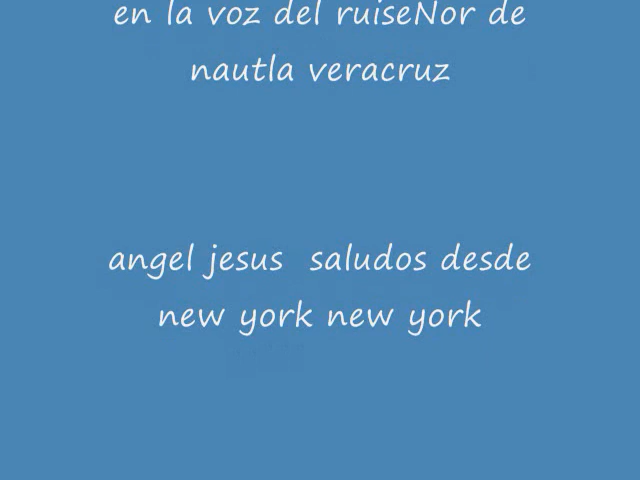 en la voz del ruiseNor de
nautla veracruz
angel jesus  saludos desde
new york new york